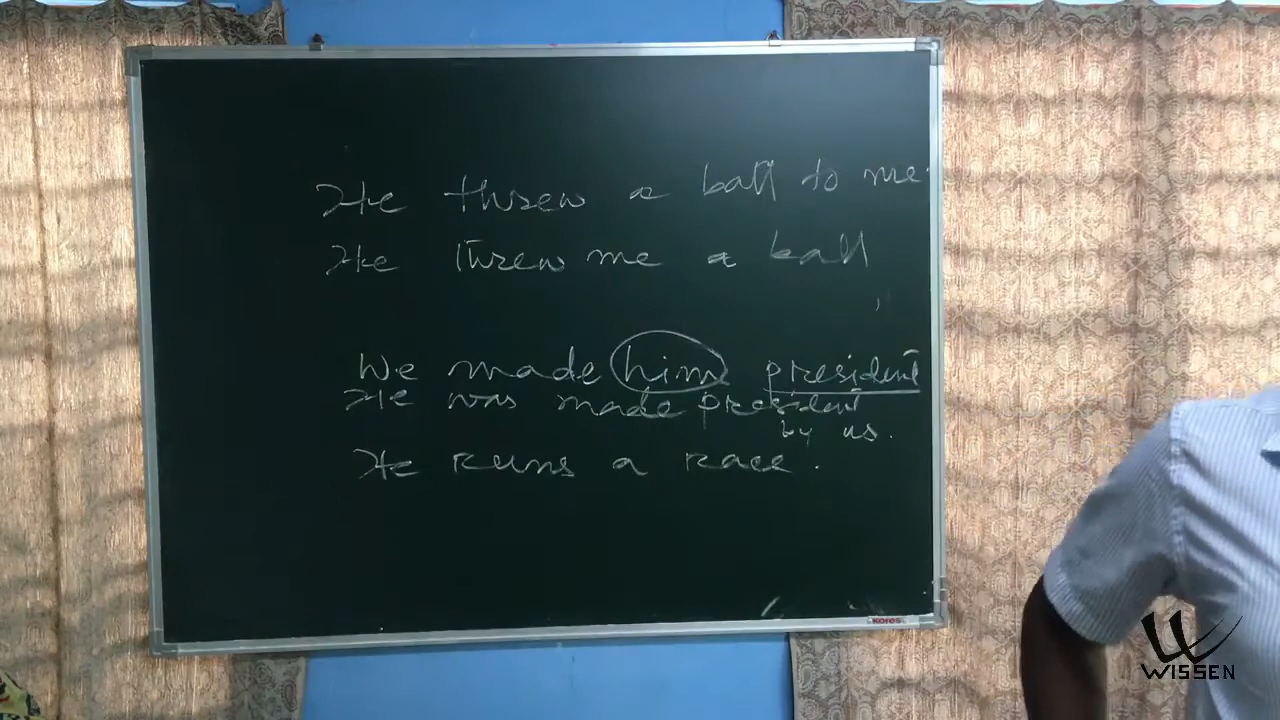 He threw a ball to me.
He threw me a ball
We made him president
He was made president
by us.
He runs a race.
kores
WISSEN